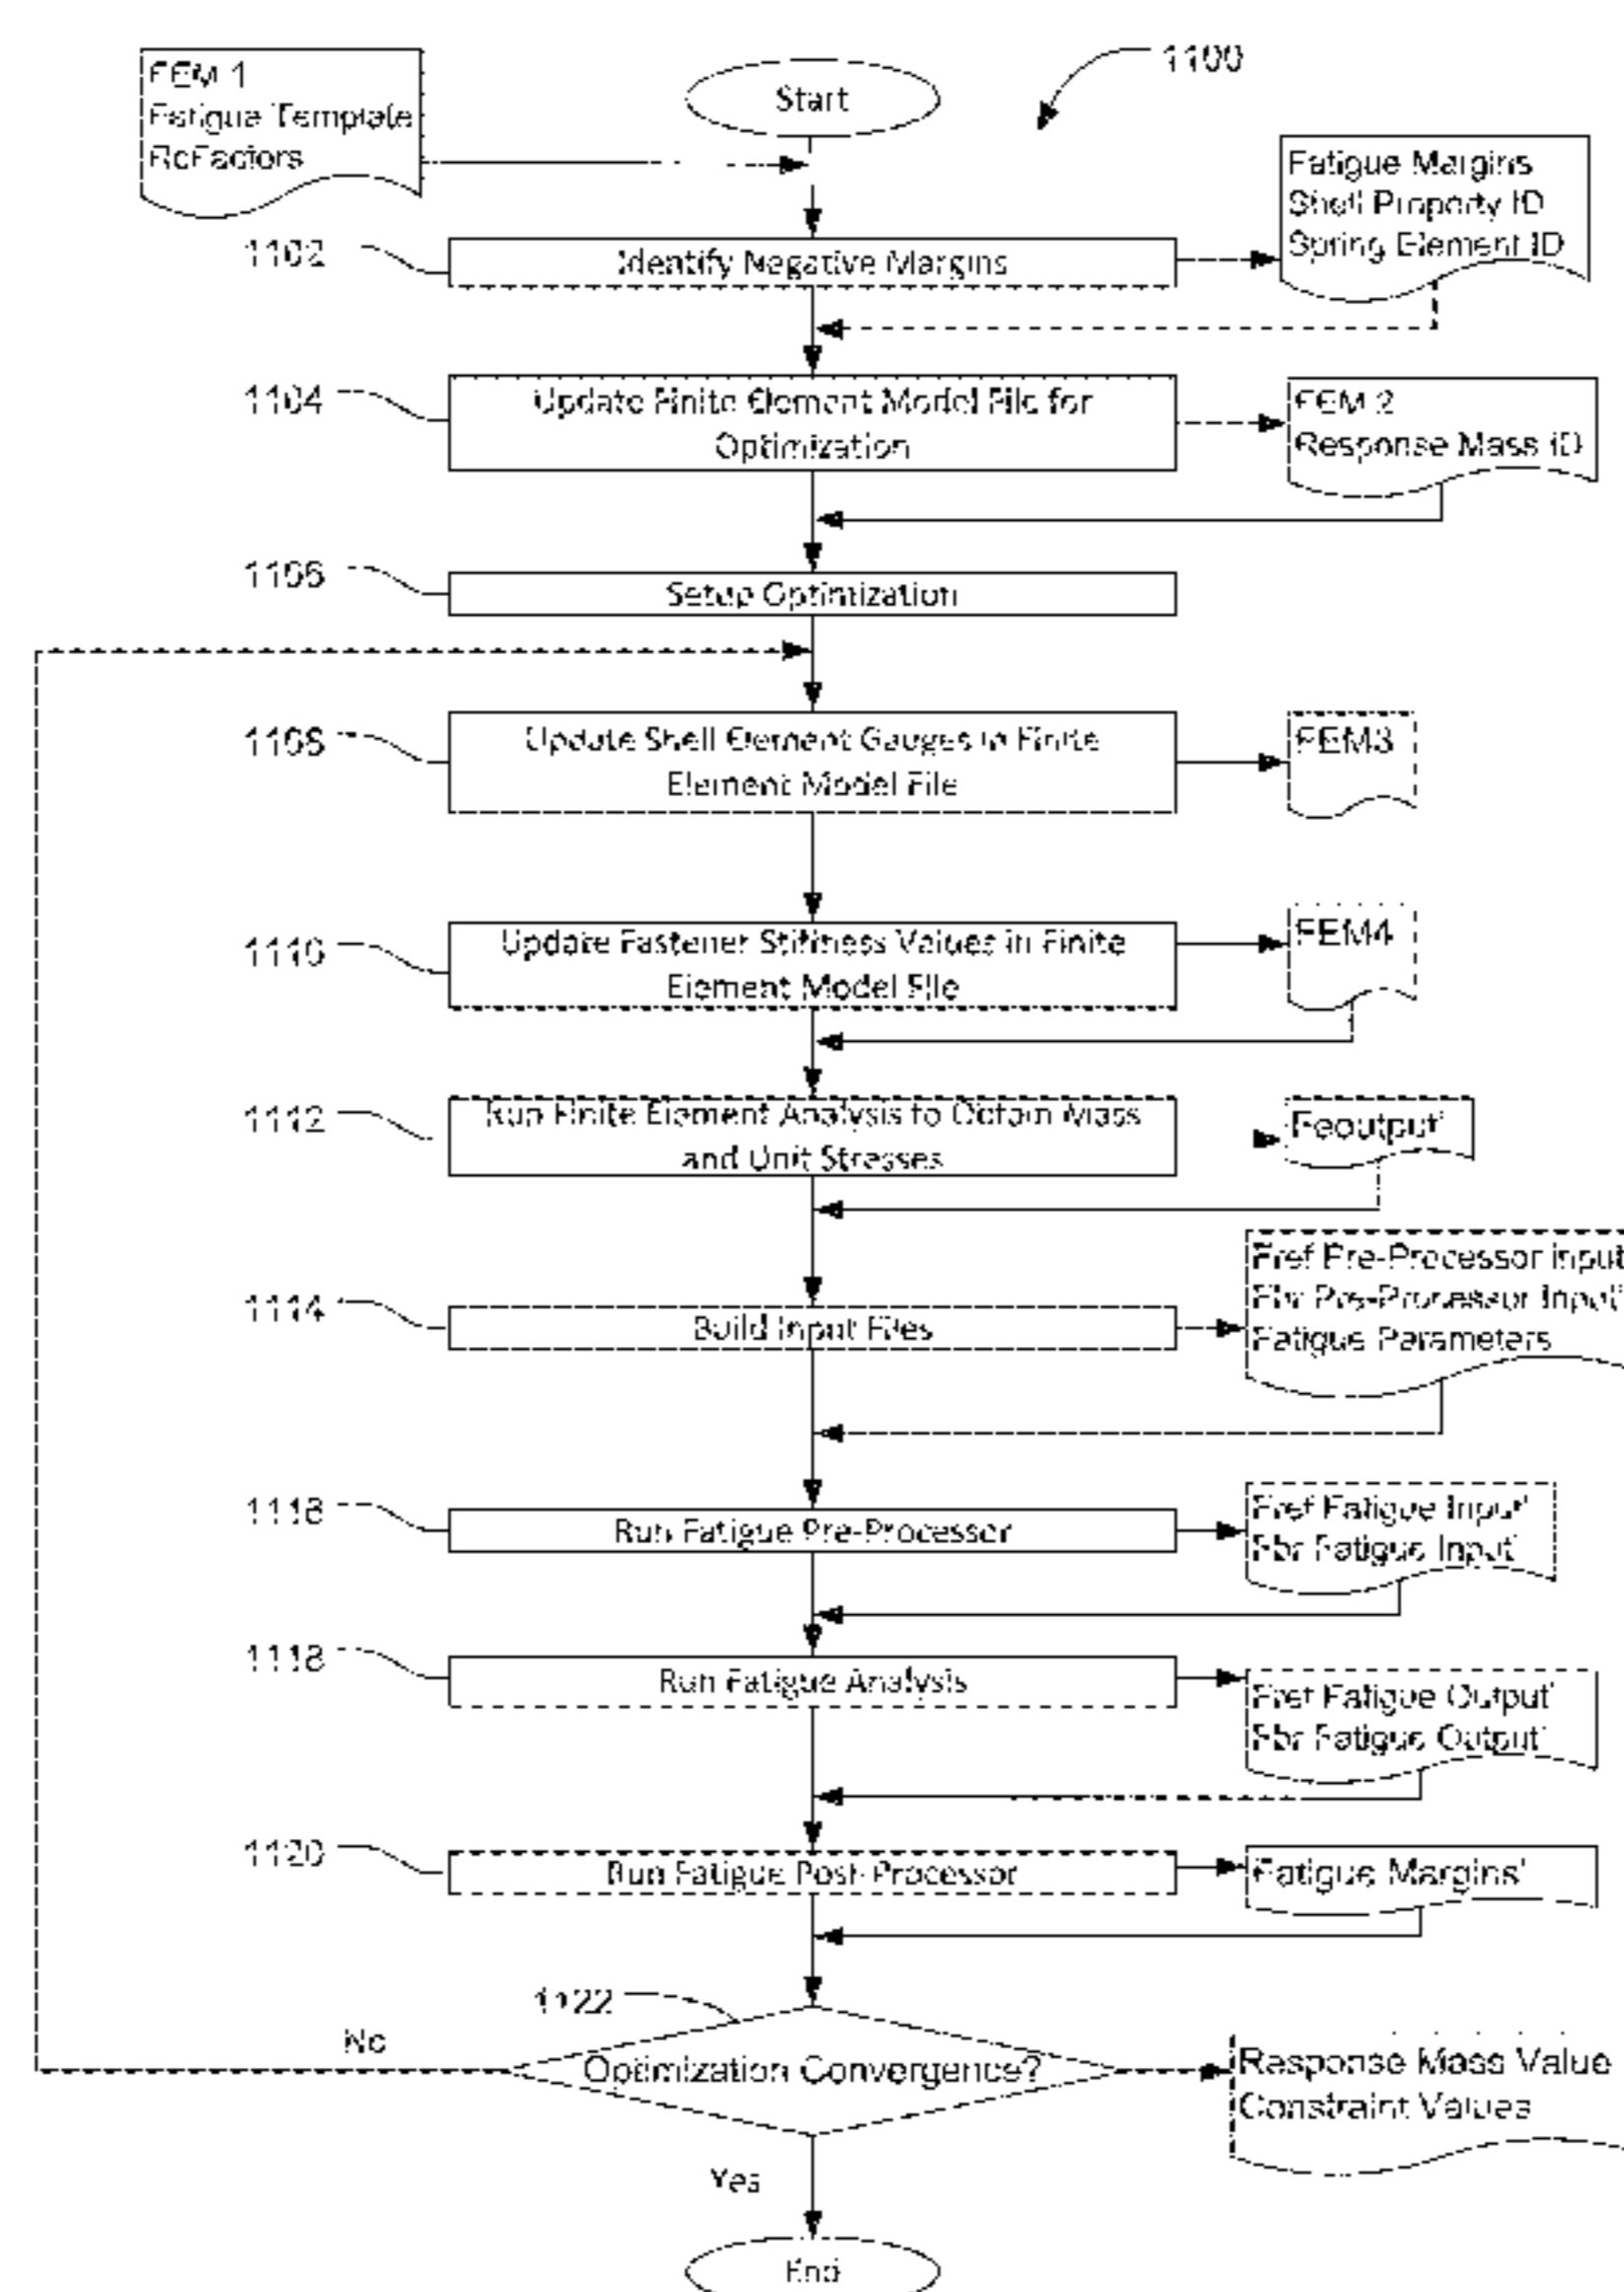 1100
FEM 1
Fatigue Template
RcFactors
Start
Fatigue Margins
Shell Property ID
Spring Element ID
1102
Identify Negative Margins
1104
Update Finite Element Model File for
Optimization
FEM 2
Response Mass ID
1106
Setup Optimization
1108
Update Shell Element Gauges in Finite
Element Model File
FEM3
1110
Update Fastener Stiffness Values in Finite
Element Model File
FEM4
1112
Run Finite Element Analysis to Obtain Mass
and Unit Stresses
Feoutput'
1114
Build Input Files
Fref Pre-Processor Input'
Fbr Pre-Processor Input'
Fatigue Parameters
1116
Run Fatigue Pre-Processor
Fref Fatigue Input'
Fbr Fatigue Input'
1118
Run Fatigue Analysis
Fref Fatigue Output'
Fbr Fatigue Output'
1120
Run Fatigue Post-Processor
Fatigue Margins'
1122
No
Optimization Convergence?
Response Mass Value
Constraint Values
Yes
End